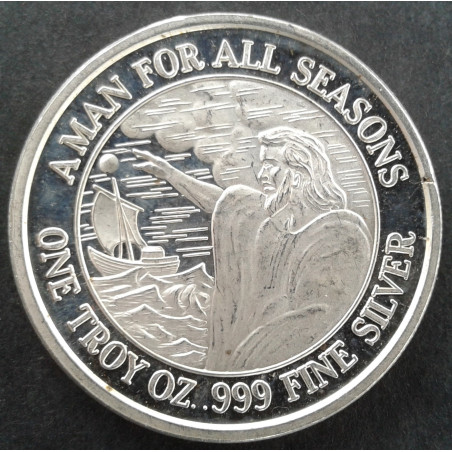 A MAN FOR ALL SEASONS
ONE TROY OZ. .999 FINE SILVER